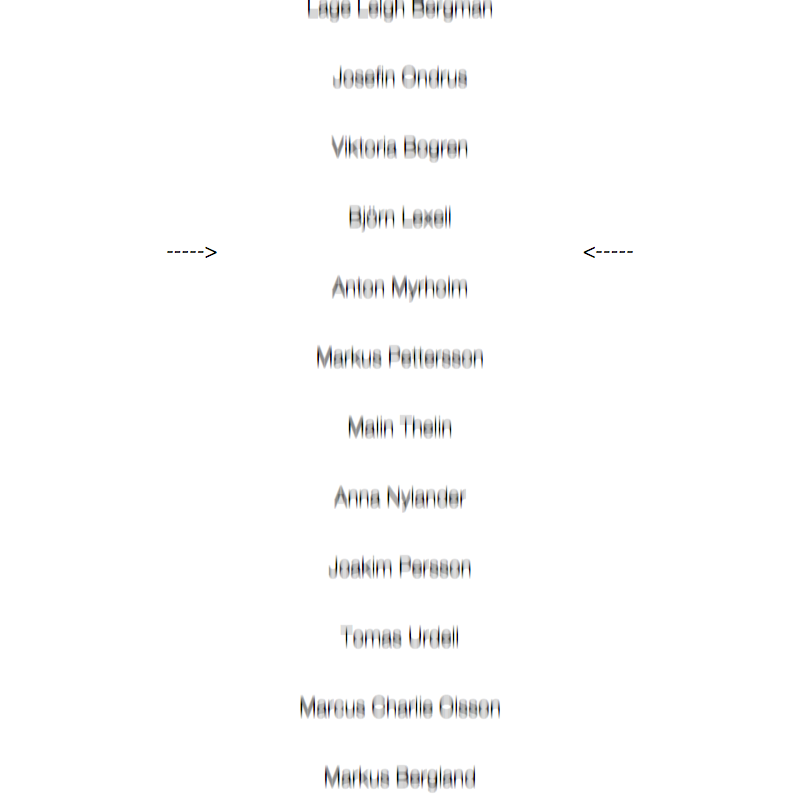 Lage Leigh Bergman
Josefin Ondrus
Viktoria Bogren
Björn Lexell
-----> <-----
Anton Myrholm
Markus Pettersson
Malin Thelin
Anna Nylander
Joakim Persson
Tomas Urdell
Marcus Charlie Olsson
Markus Bergland